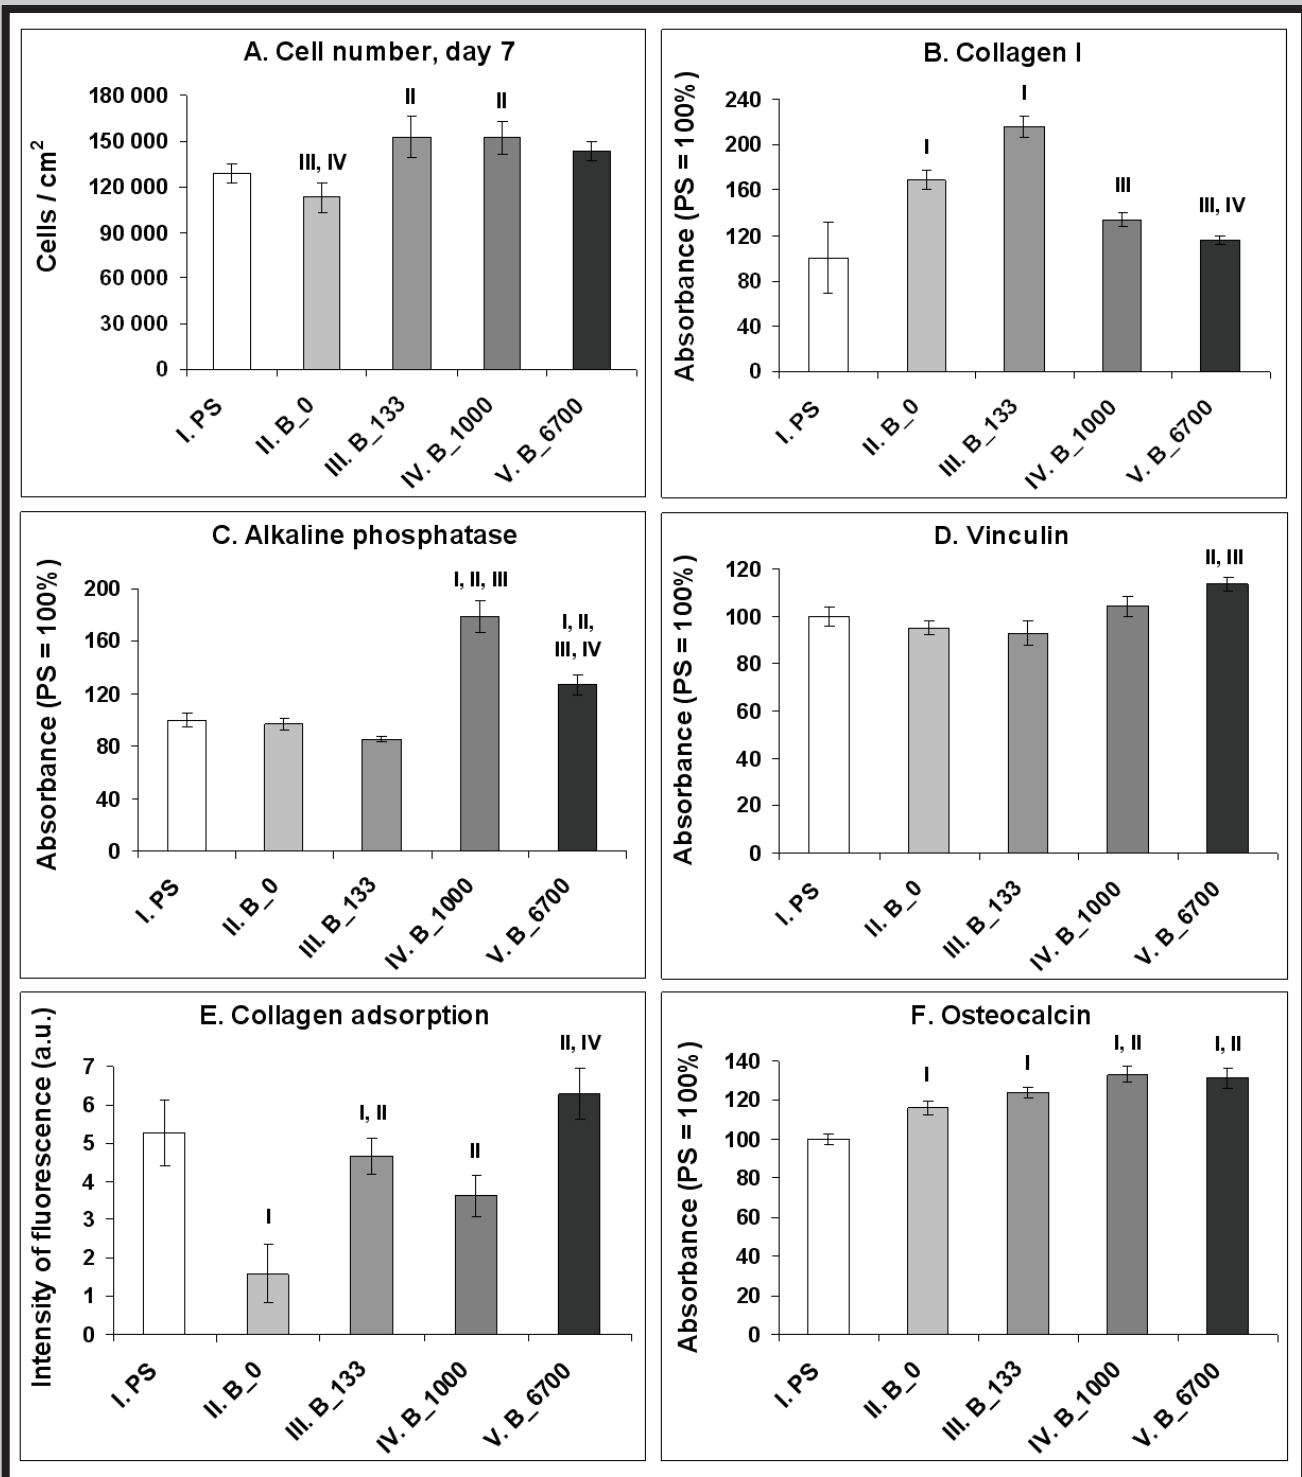 A. Cell number, day 7
Cells / cm²
180 000
150 000
120 000
90 000
60 000
30 000
0
III, IV
II
II
I. PS
II. B_0
III. B_133
IV. B_1000
V. B_6700
B. Collagen I
Absorbance (PS = 100%)
240
200
160
120
80
40
0
I
I
III
III, IV
I. PS
II. B_0
III. B_133
IV. B_1000
V. B_6700
C. Alkaline phosphatase
Absorbance (PS = 100%)
200
160
120
80
40
0
I, II, III
I, II,
III, IV
I. PS
II. B_0
III. B_133
IV. B_1000
V. B_6700
D. Vinculin
Absorbance (PS = 100%)
120
100
80
60
40
20
0
II, III
I. PS
II. B_0
III. B_133
IV. B_1000
V. B_6700
E. Collagen adsorption
Intensity of fluorescence (a.u.)
7
6
5
4
3
2
1
0
I
I, II
II
II, IV
I. PS
II. B_0
III. B_133
IV. B_1000
V. B_6700
F. Osteocalcin
Absorbance (PS = 100%)
140
120
100
80
60
40
20
0
I
I
I, II
I, II
I. PS
II. B_0
III. B_133
IV. B_1000
V. B_6700